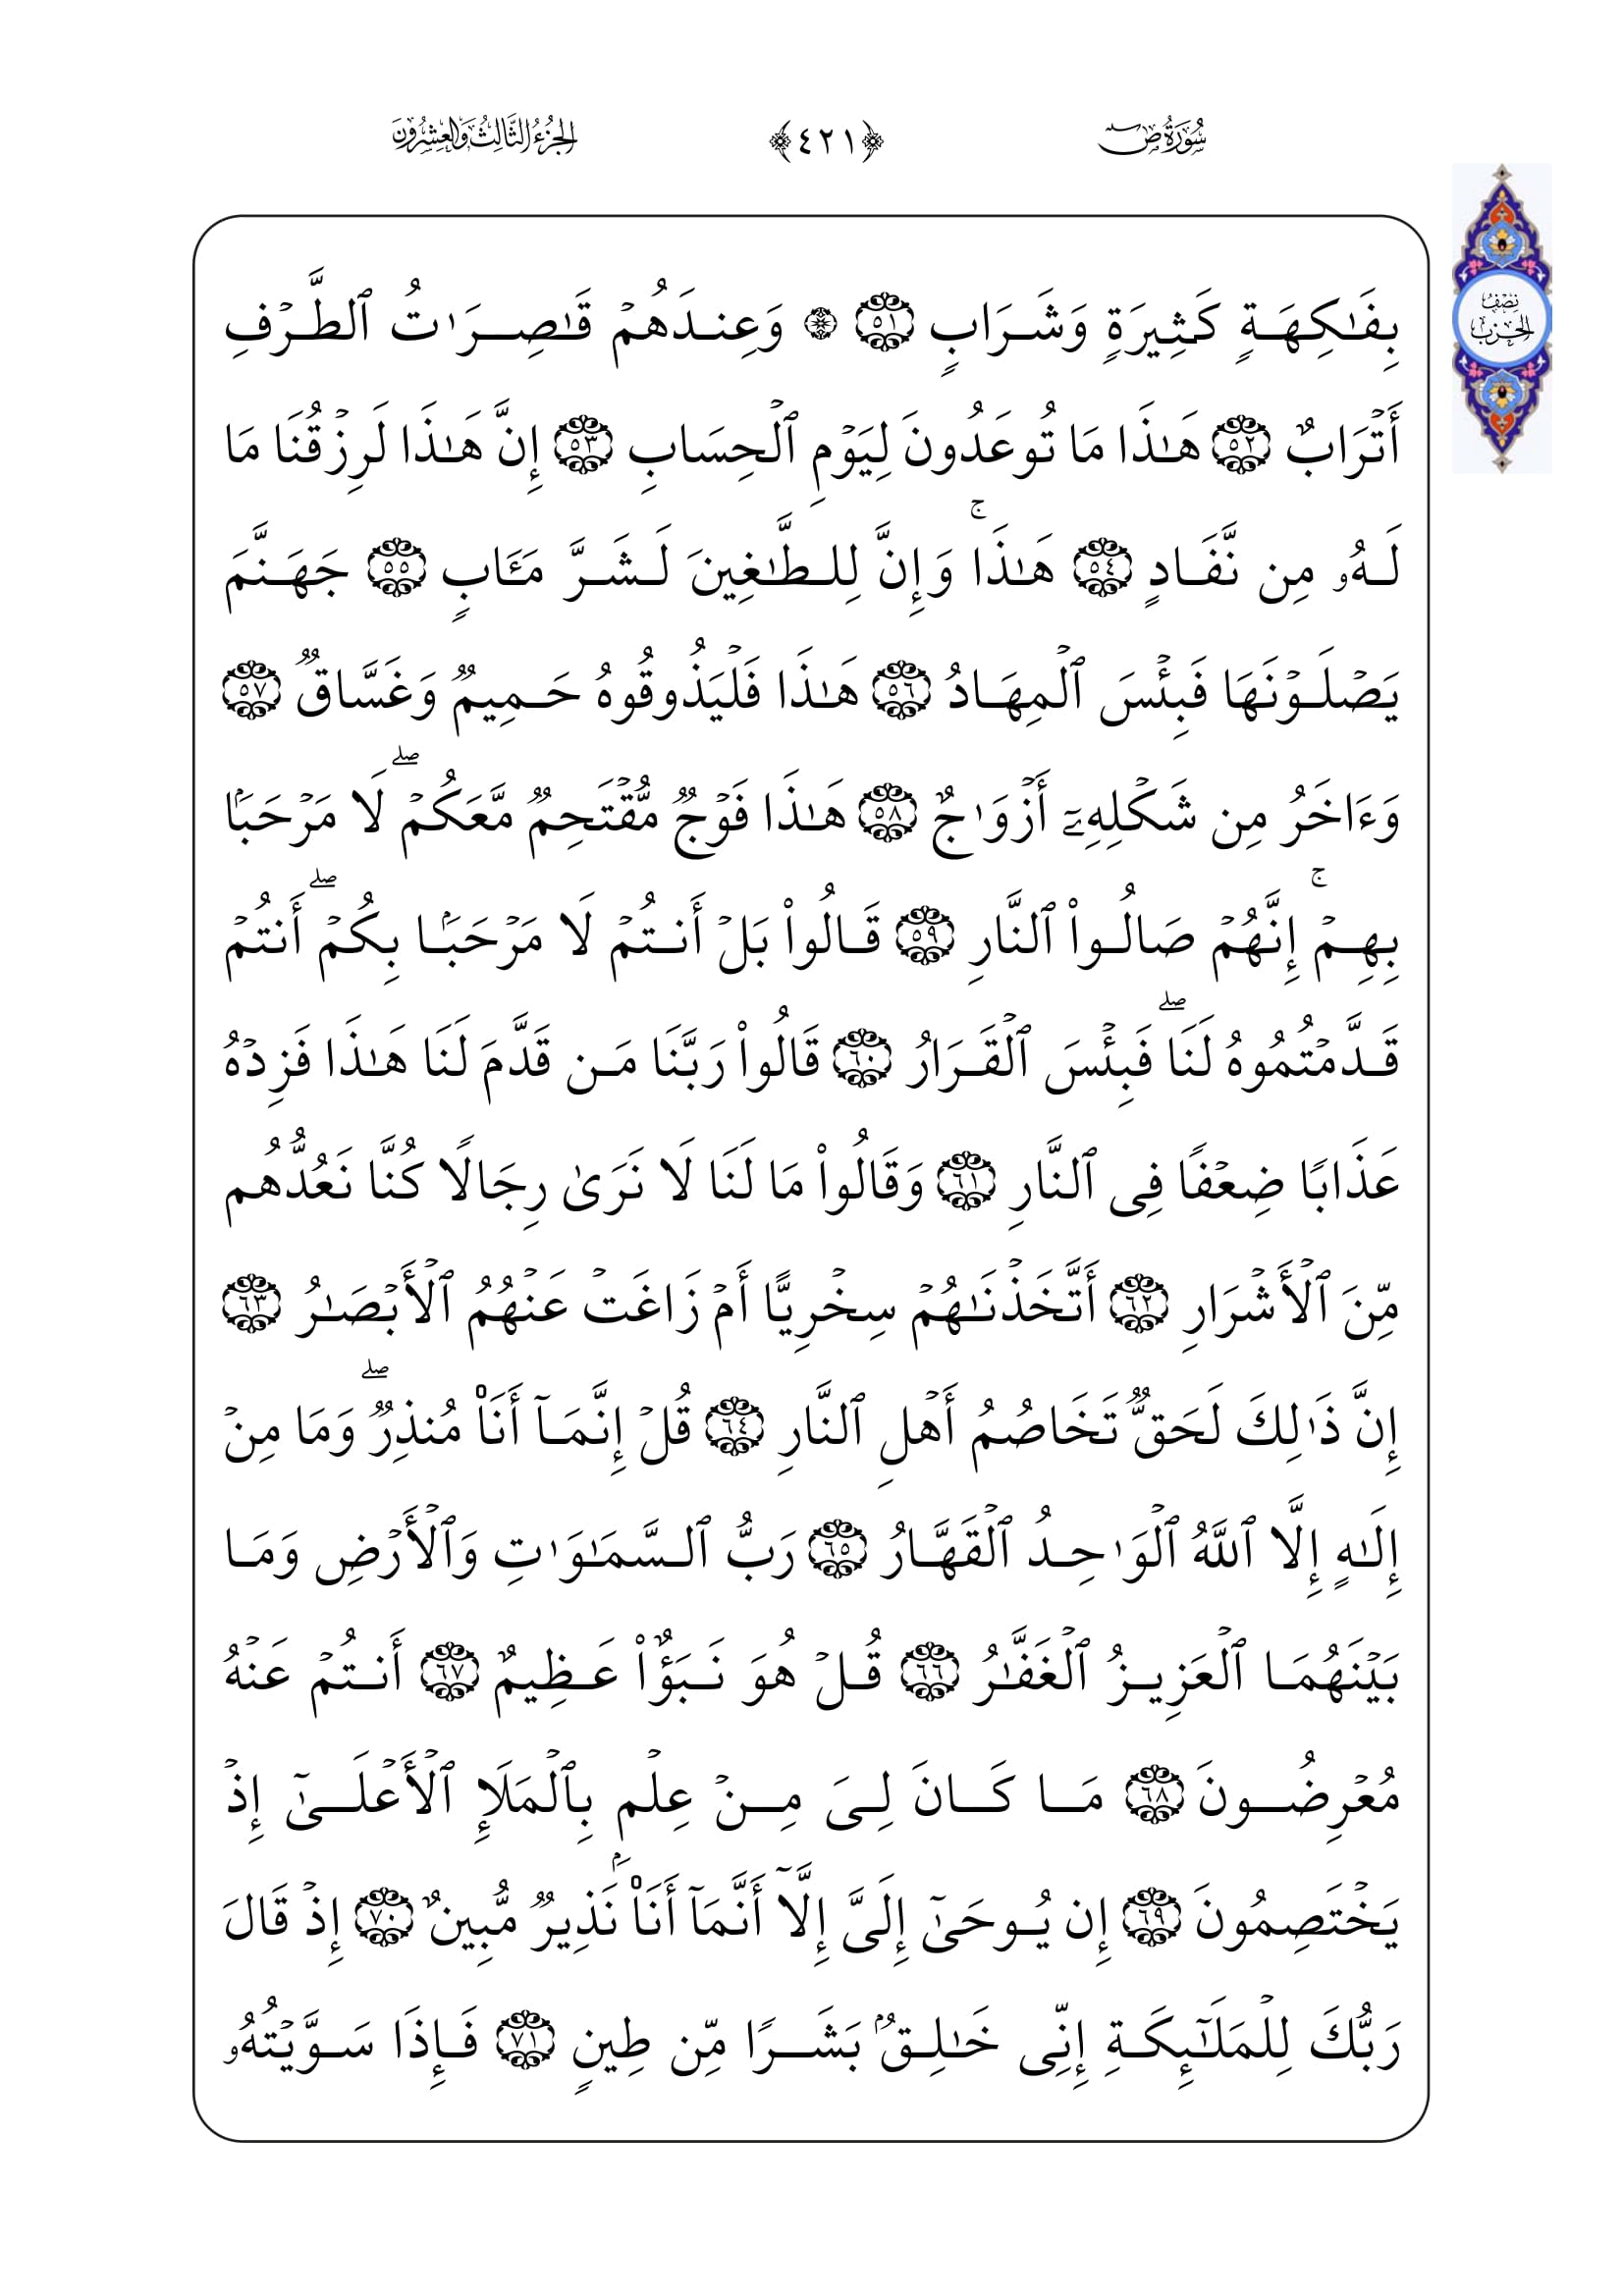 سُورَةُ صٓ ﴿٤٢١﴾ الجُزْءُ الثَّالِثُ وَالعِشْرُونَ
نِصْفُ
الحِزْبِ
بِفَٰكِهَةٖ كَثِيرَةٖ وَشَرَابٖ ٥١ ۞ وَعِندَهُمۡ قَٰصِرَٰتُ ٱلطَّرۡفِ
أَتۡرَابٌ ٥٢ هَٰذَا مَا تُوعَدُونَ لِيَوۡمِ ٱلۡحِسَابِ ٥٣ إِنَّ هَٰذَا لَرِزۡقُنَا مَا
لَهُۥ مِن نَّفَادٍ ٥٤ هَٰذَاۚ وَإِنَّ لِلطَّٰغِينَ لَشَرَّ مَـَٔابٖ ٥٥ جَهَنَّمَ
يَصۡلَوۡنَهَا فَبِئۡسَ ٱلۡمِهَادُ ٥٦ هَٰذَا فَلۡيَذُوقُوهُ حَمِيمٞ وَغَسَّاقٞ ٥٧
وَءَاخَرُ مِن شَكۡلِهِۦٓ أَزۡوَٰجٌ ٥٨ هَٰذَا فَوۡجٞ مُّقۡتَحِمٞ مَّعَكُمۡ لَا مَرۡحَبَۢا
بِهِمۡۚ إِنَّهُمۡ صَالُواْ ٱلنَّارِ ٥٩ قَالُواْ بَلۡ أَنتُمۡ لَا مَرۡحَبَۢا بِكُمۡۖ أَنتُمۡ
قَدَّمۡتُمُوهُ لَنَاۖ فَبِئۡسَ ٱلۡقَرَارُ ٦٠ قَالُواْ رَبَّنَا مَن قَدَّمَ لَنَا هَٰذَا فَزِدۡهُ
عَذَابٗا ضِعۡفٗا فِي ٱلنَّارِ ٦١ وَقَالُواْ مَا لَنَا لَا نَرَىٰ رِجَالٗا كُنَّا نَعُدُّهُم
مِّنَ ٱلۡأَشۡرَارِ ٦٢ أَتَّخَذۡنَٰهُمۡ سِخۡرِيًّا أَمۡ زَاغَتۡ عَنۡهُمُ ٱلۡأَبۡصَٰرُ ٦٣
إِنَّ ذَٰلِكَ لَحَقّٞ تَخَاصُمُ أَهۡلِ ٱلنَّارِ ٦٤ قُلۡ إِنَّمَآ أَنَا۠ مُنذِرٞۖ وَمَا مِنۡ
إِلَٰهٍ إِلَّا ٱللَّهُ ٱلۡوَٰحِدُ ٱلۡقَهَّارُ ٦٥ رَبُّ ٱلسَّمَٰوَٰتِ وَٱلۡأَرۡضِ وَمَا
بَيۡنَهُمَا ٱلۡعَزِيزُ ٱلۡغَفَّٰرُ ٦٦ قُلۡ هُوَ نَبَؤٌاْ عَظِيمٌ ٦٧ أَنتُمۡ عَنۡهُ
مُعۡرِضُونَ ٦٨ مَا كَانَ لِيَ مِنۡ عِلۡمِۭ بِٱلۡمَلَإِ ٱلۡأَعۡلَىٰٓ إِذۡ
يَخۡتَصِمُونَ ٦٩ إِن يُوحَىٰٓ إِلَيَّ إِلَّآ أَنَّمَآ أَنَا۠ نَذِيرٞ مُّبِينٌ ٧٠ إِذۡ قَالَ
رَبُّكَ لِلۡمَلَٰٓئِكَةِ إِنِّي خَٰلِقُۢ بَشَرٗا مِّن طِينٖ ٧١ فَإِذَا سَوَّيۡتُهُۥ